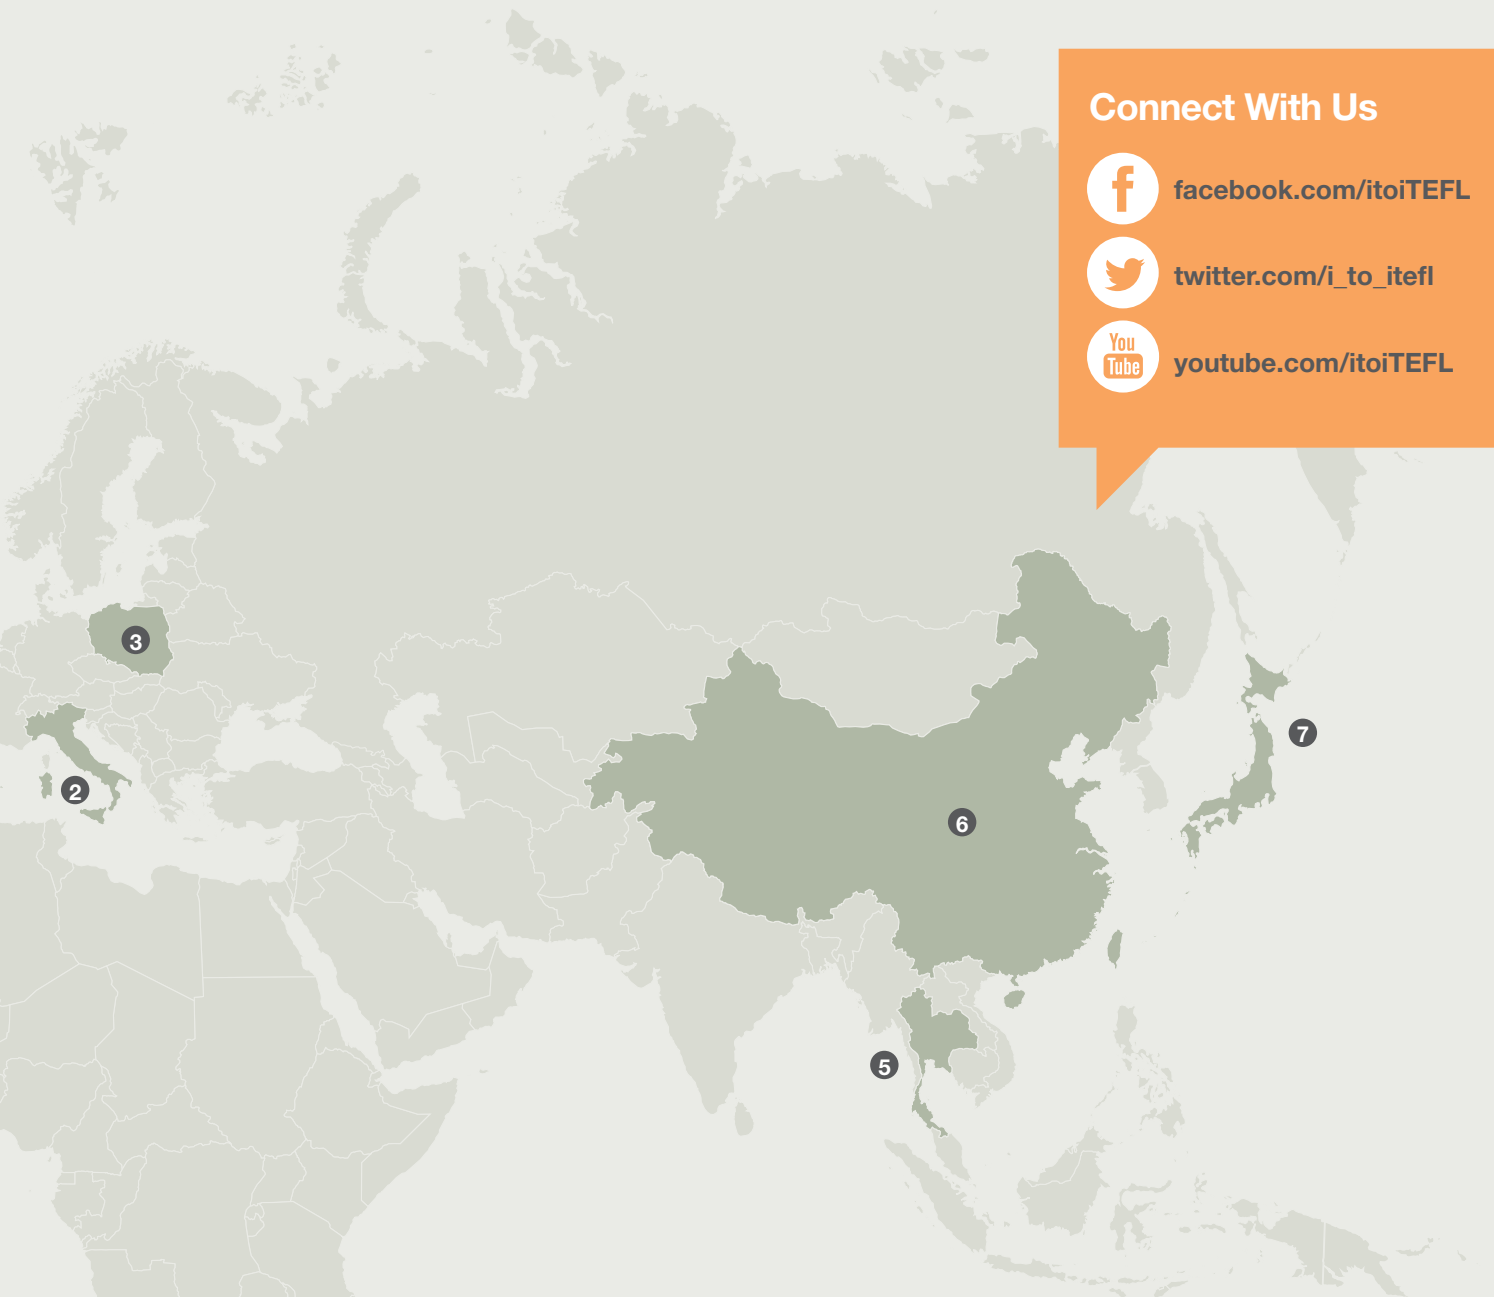 Connect With Us
f
facebook.com/itoiTEFL
twitter.com/i_to_itefl
You
Tube
youtube.com/itoiTEFL
3
7
2
6
5